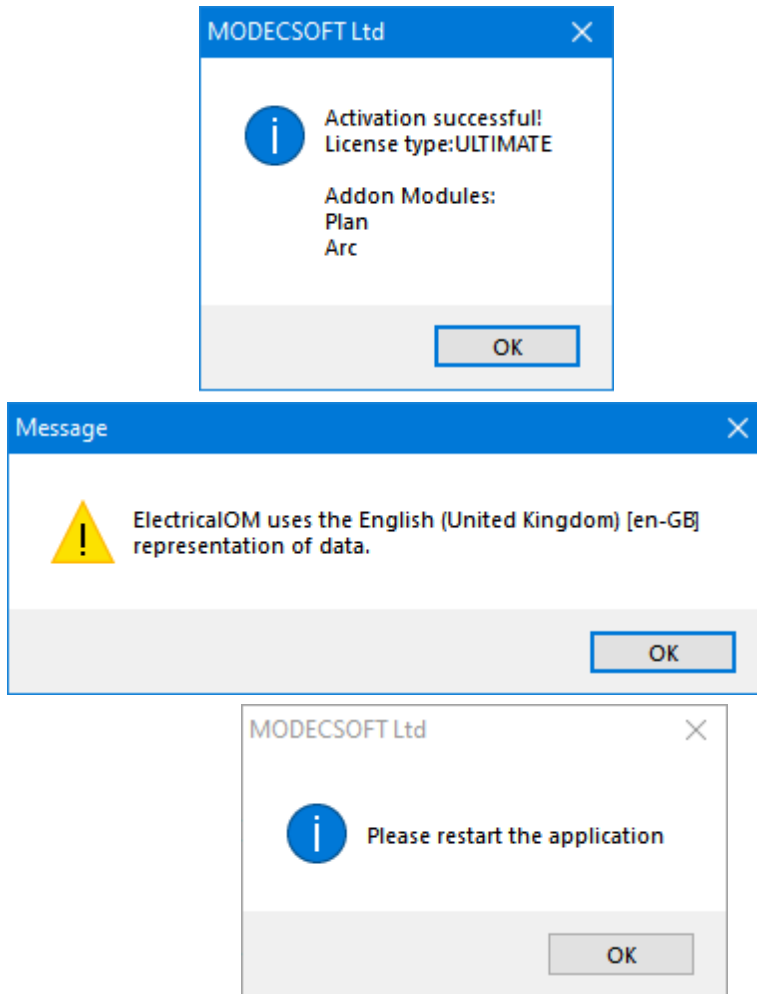 MODECSOFT Ltd
Activation successful!
License type:ULTIMATE
Addon Modules:
Plan
Arc
OK
Message
ElectricalOM uses the English (United Kingdom) [en-GB]
representation of data.
OK
MODECSOFT Ltd
Please restart the application
OK